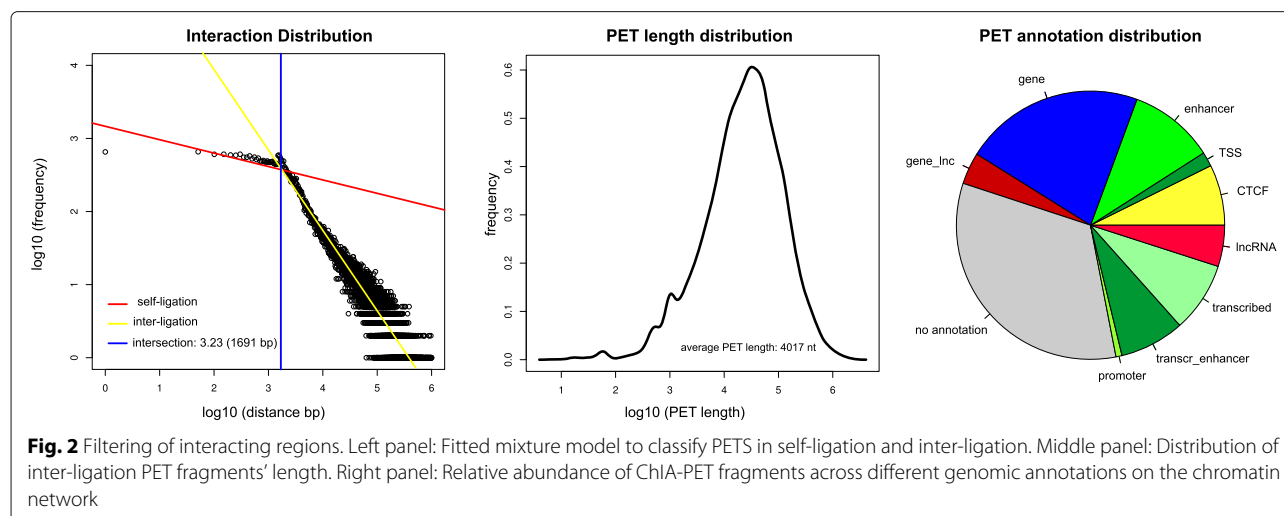 Interaction Distribution
4
3
2
1
0
log10 (frequency)
self-ligation
inter-ligation
intersection: 3.23 (1691 bp)
0 1 2 3 4 5 6
log10 (distance bp)
PET length distribution
0.6
0.5
0.4
0.3
0.2
0.1
0.0
frequency
average PET length: 4017 nt
1 2 3 4 5 6
log10 (PET length)
PET annotation distribution
gene
enhancer
TSS
CTCF
lncRNA
transcribed
transcr_enhancer
promoter
no annotation
gene_lnc
Fig. 2 Filtering of interacting regions. Left panel: Fitted mixture model to classify PETS in self-ligation and inter-ligation. Middle panel: Distribution of
inter-ligation PET fragments' length. Right panel: Relative abundance of ChIA-PET fragments across different genomic annotations on the chromatin
network